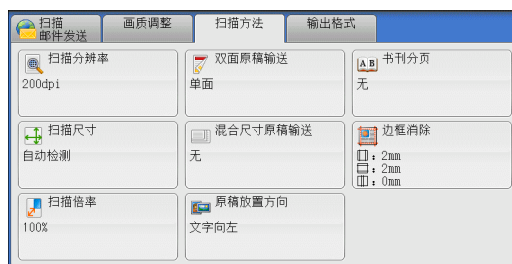 扫描
邮件发送
画质调整
扫描方法
输出格式
扫描分辨率
200dpi
双面原稿输送
单面
A B 书刊分页
无
扫描尺寸
自动检测
混合尺寸原稿输送
无
边框消除
：2mm
：2mm
：0mm
扫描倍率
100%
原稿放置方向
文字向左